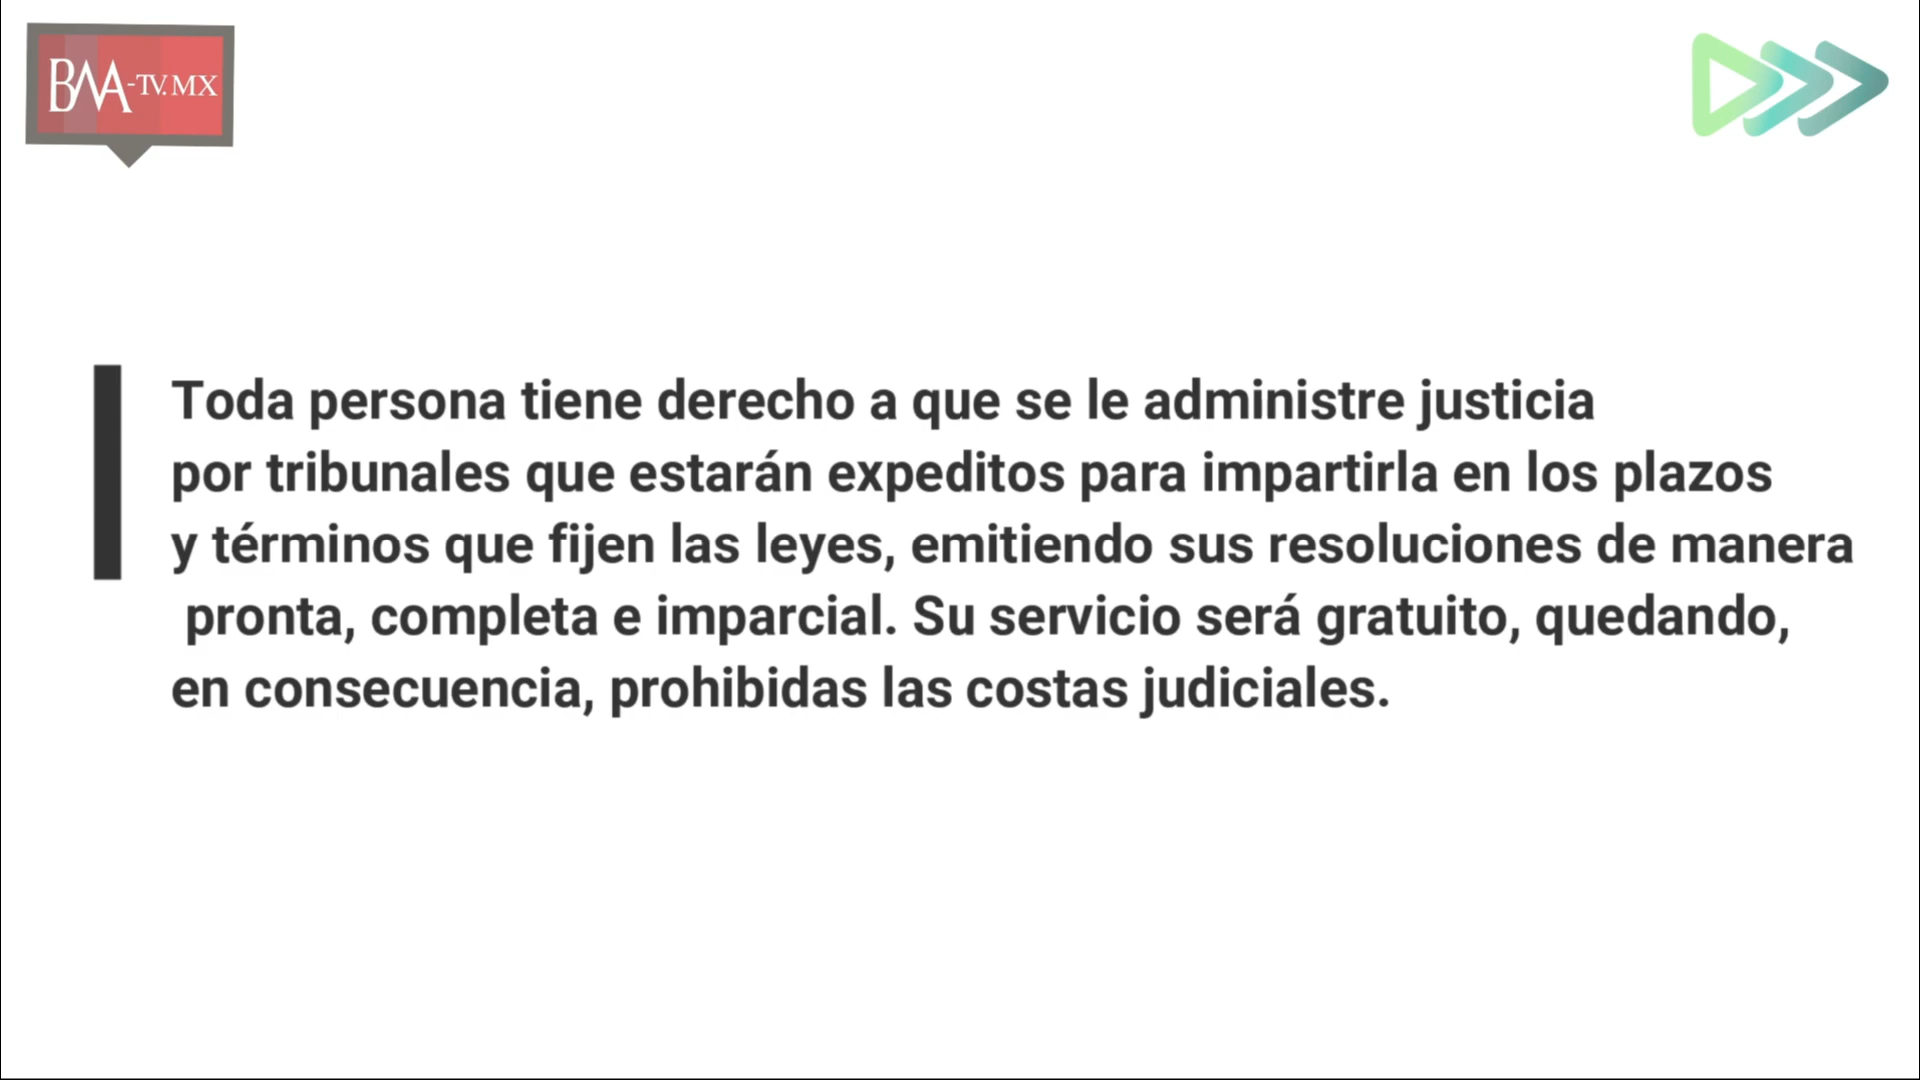 BMA-TV.MX
Toda persona tiene derecho a que se le administre justicia
por tribunales que estarán expeditos para impartirla en los plazos
y términos que fijen las leyes, emitiendo sus resoluciones de manera
pronta, completa e imparcial. Su servicio será gratuito, quedando,
en consecuencia, prohibidas las costas judiciales.